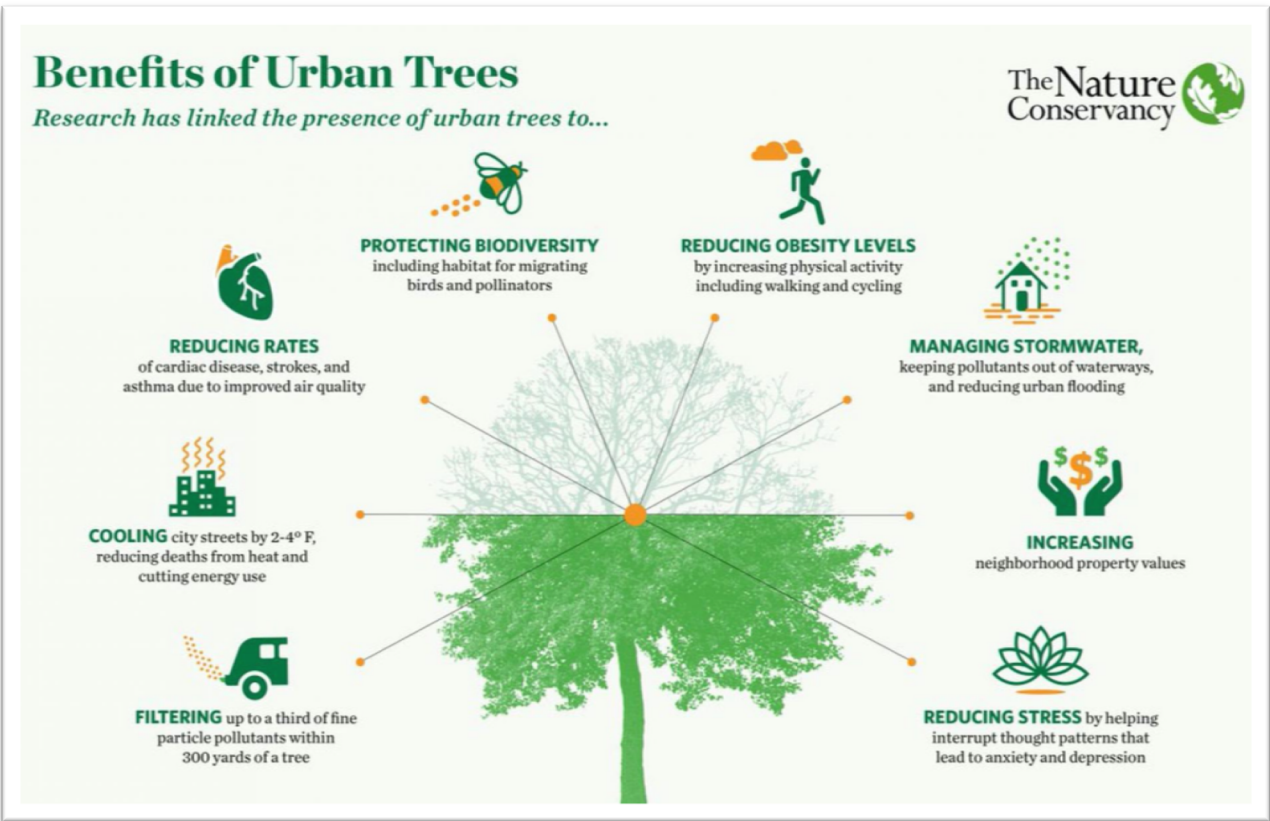 Benefits of Urban Trees
Research has linked the presence of urban trees to...
The Nature
Conservancy
PROTECTING BIODIVERSITY
including habitat for migrating
birds and pollinators
REDUCING OBESITY LEVELS
by increasing physical activity
including walking and cycling
REDUCING RATES
of cardiac disease, strokes, and
asthma due to improved air quality
MANAGING STORMWATER,
keeping pollutants out of waterways,
and reducing urban flooding
COOLING city streets by 2-4º F,
reducing deaths from heat and
cutting energy use
$ $ $
INCREASING
neighborhood property values
FILTERING up to a third of fine
particle pollutants within
300 yards of a tree
REDUCING STRESS by helping
interrupt thought patterns that
lead to anxiety and depression